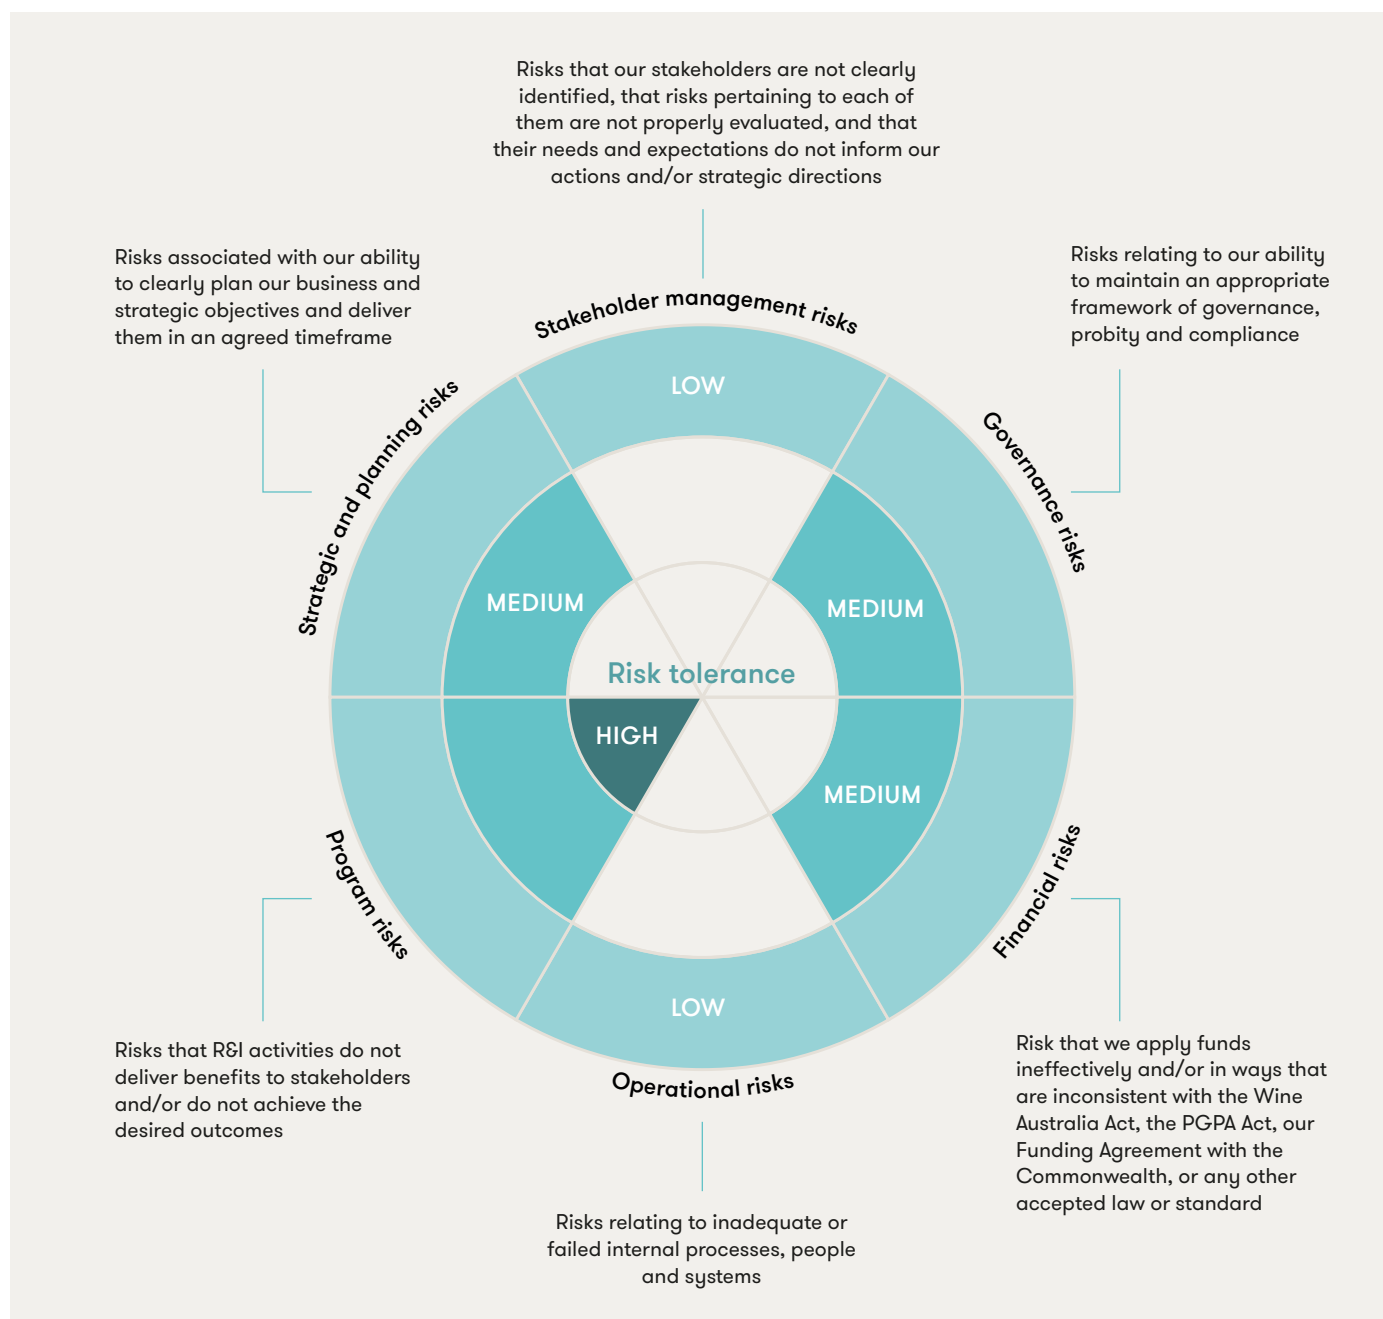 Risks that our stakeholders are not clearly
identified, that risks pertaining to each of
them are not properly evaluated, and that
their needs and expectations do not inform our
actions and/or strategic directions
Risks associated with our ability
to clearly plan our business and
strategic objectives and deliver
them in an agreed timeframe
Risks relating to our ability
to maintain an appropriate
framework of governance,
probity and compliance
Stakeholder management risks
Strategic and planning risks
Governance risks
LOW
MEDIUM
MEDIUM
Risk tolerance
HIGH
MEDIUM
LOW
Program risks
Financial risks
Operational risks
Risks that R&I activities do not
deliver benefits to stakeholders
and/or do not achieve the
desired outcomes
Risk that we apply funds
ineffectively and/or in ways that
are inconsistent with the Wine
Australia Act, the PGPA Act, our
Funding Agreement with the
Commonwealth, or any other
accepted law or standard
Risks relating to inadequate or
failed internal processes, people
and systems